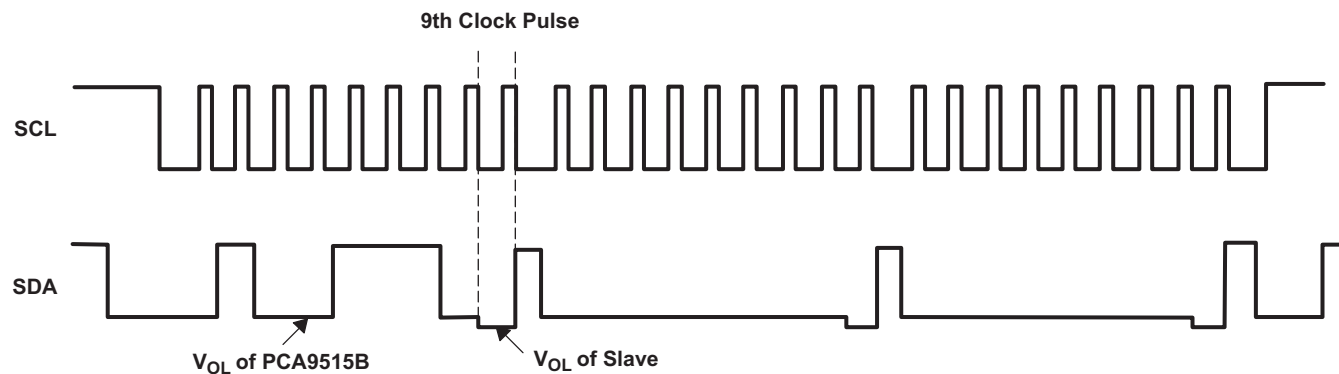 9th Clock Pulse
SCL
SDA
VOL of PCA9515B
VOL of Slave